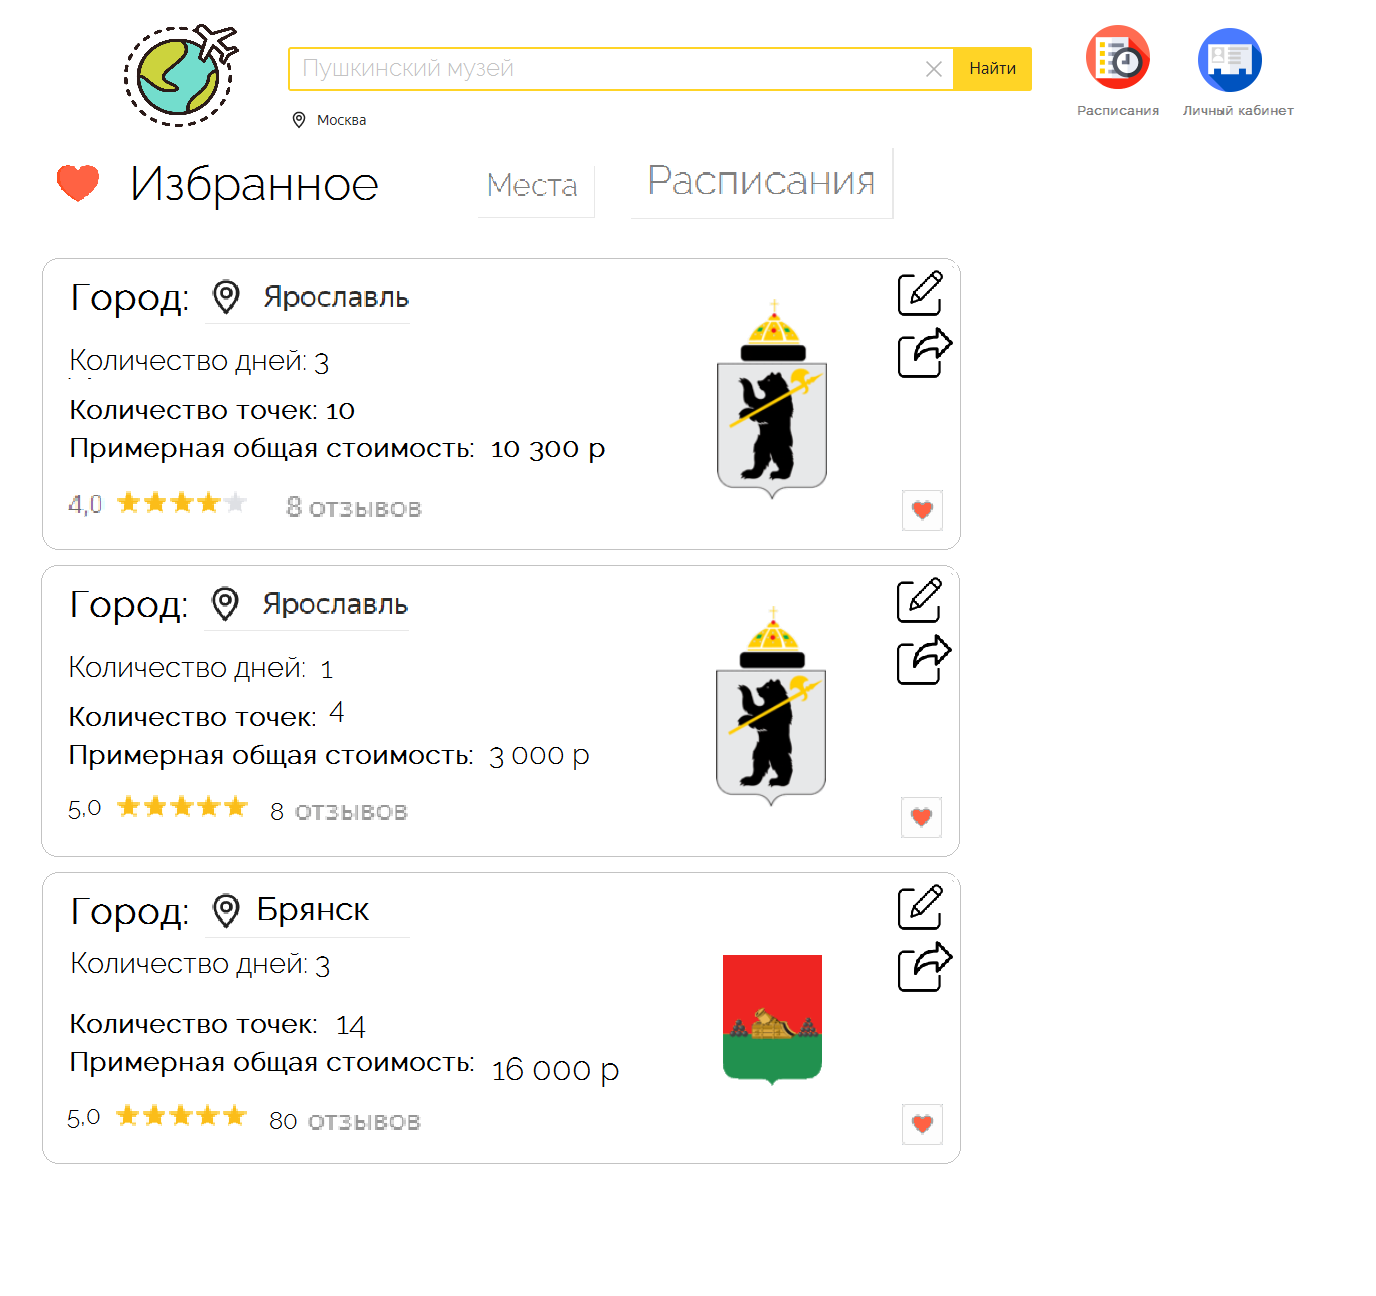 Пушкинский музей
Найти
Москва
Расписания
Личный кабинет
Избранное
Места
Расписания
Город: Ярославль
Количество дней: 3
Количество точек: 10
Примерная общая стоимость: 10 300 р
4,0 8 отзывов
Город: Ярославль
Количество дней: 1
Количество точек: 4
Примерная общая стоимость: 3 000 р
5,0 8 отзывов
Город: Брянск
Количество дней: 3
Количество точек: 14
Примерная общая стоимость: 16 000 р
5,0 80 отзывов